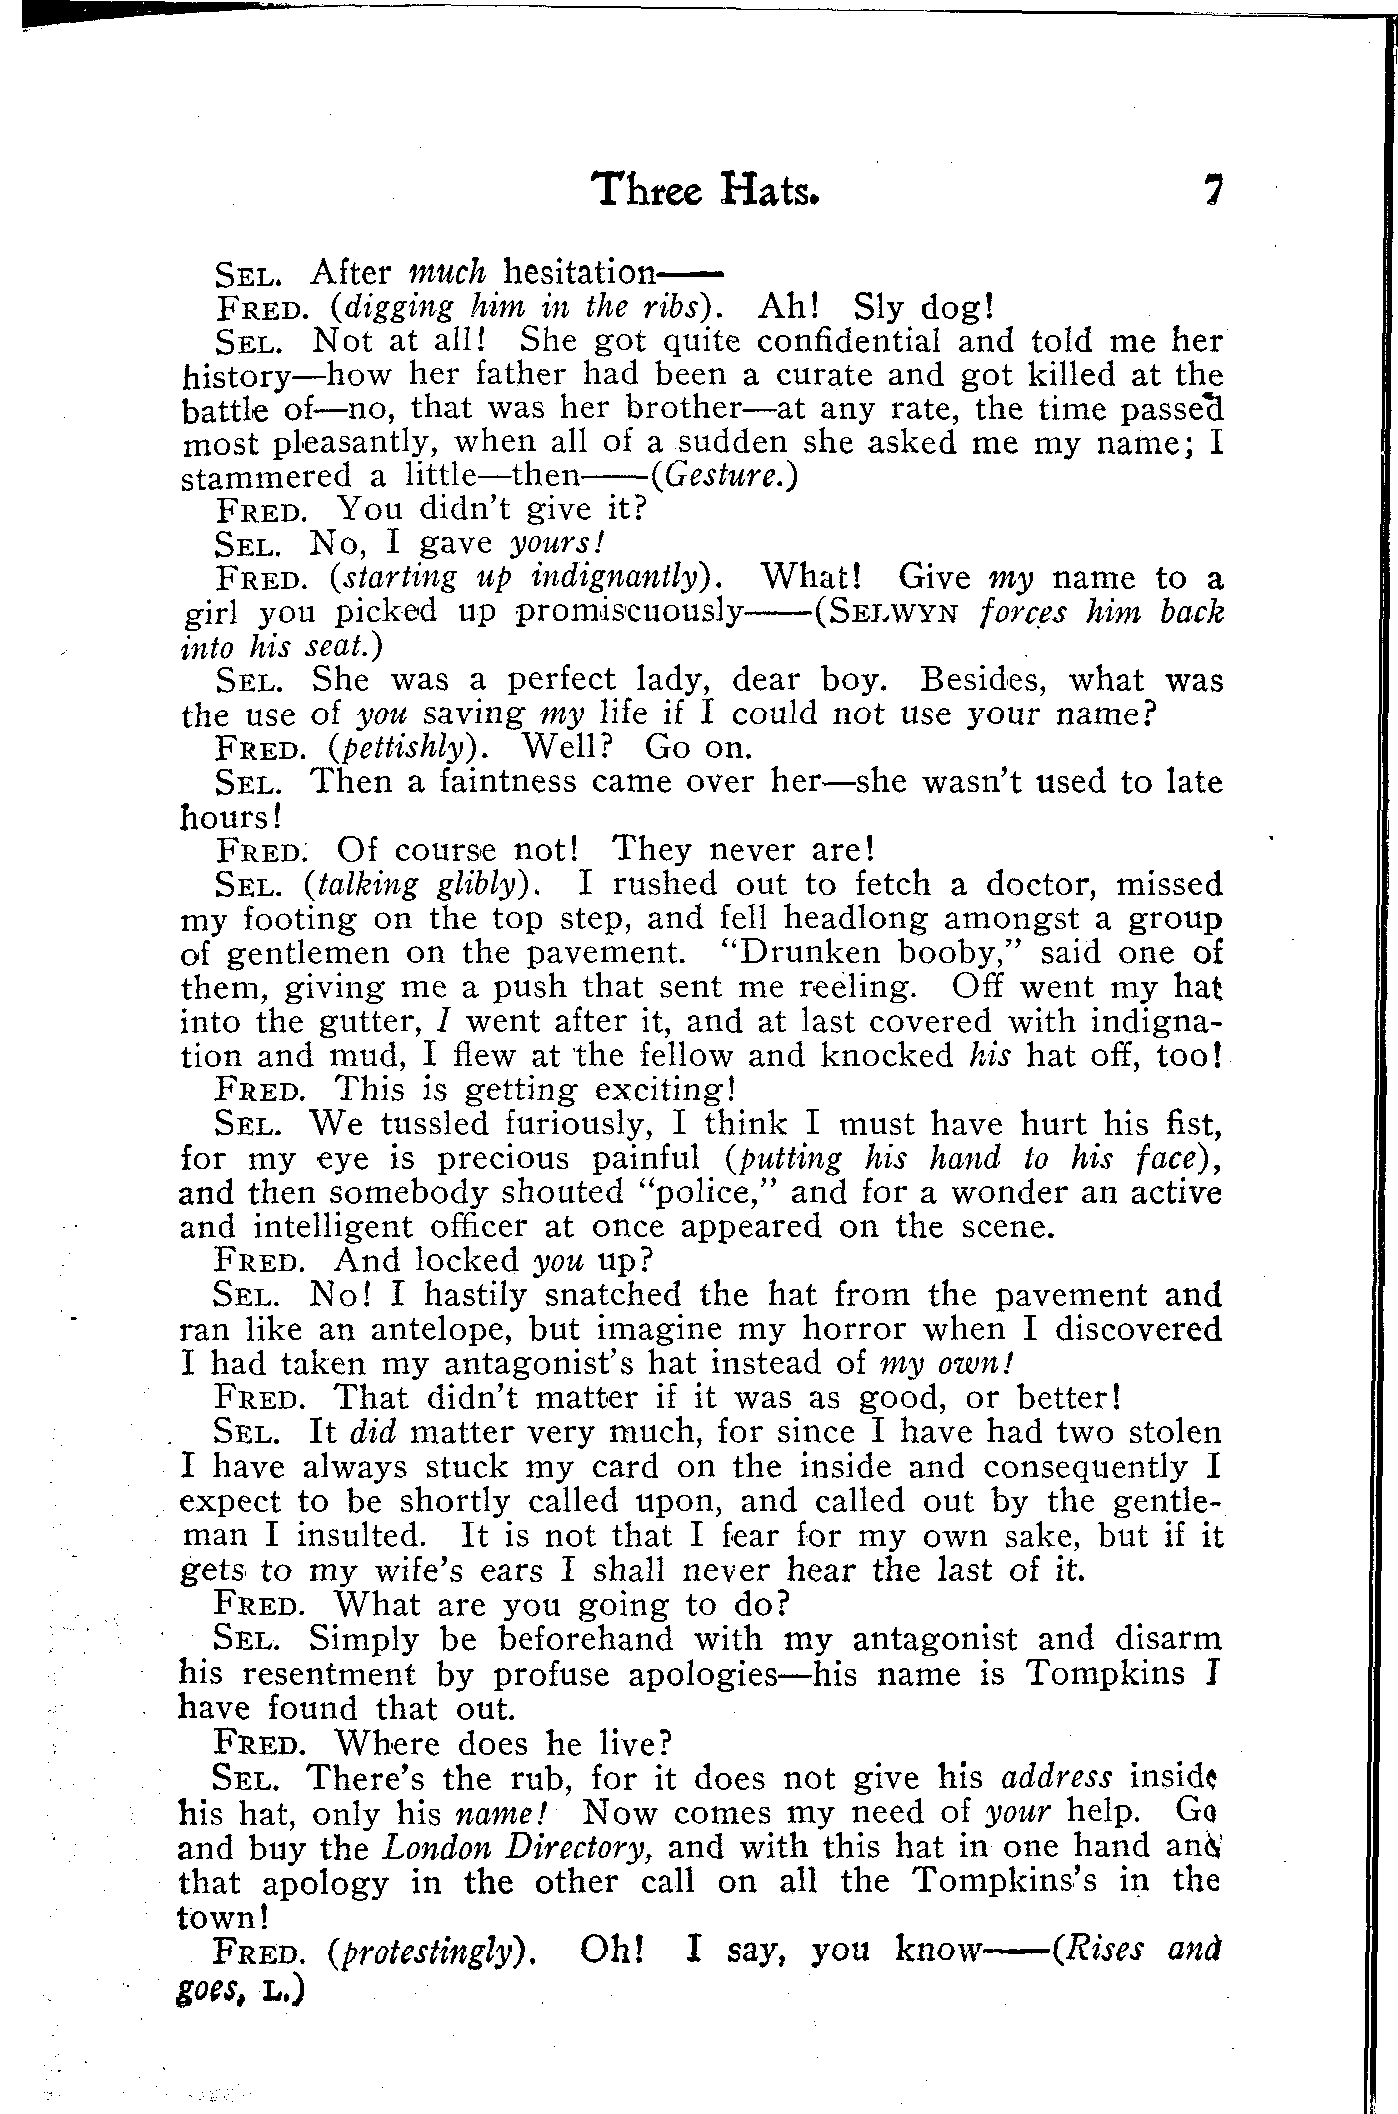 Three Hats. 7
SEL. After much hesitation——
FRED. (digging him in the ribs). Ah! Sly dog!
SEL. Not at all! She got quite confidential and told me her
history—how her father had been a curate and got killed at the
battle of—no, that was her brother—at any rate, the time passed
most pleasantly, when all of a sudden she asked me my name; I
stammered a little—then——(Gesture.)
FRED. You didn't give it?
SEL. No, I gave yours!
FRED. (starting up indignantly). What! Give my name to a
girl you picked up promiscuously——(SELWYN forces him back
into his seat.)
SEL. She was a perfect lady, dear boy. Besides, what was
the use of you saving my life if I could not use your name?
FRED. (pettishly). Well? Go on.
SEL. Then a faintness came over her—she wasn't used to late
hours!
FRED. Of course not! They never are!
SEL. (talking glibly). I rushed out to fetch a doctor, missed
my footing on the top step, and fell headlong amongst a group
of gentlemen on the pavement. "Drunken booby," said one of
them, giving me a push that sent me reeling. Off went my hat
into the gutter, I went after it, and at last covered with indigna-
tion and mud, I flew at the fellow and knocked his hat off, too!
FRED. This is getting exciting!
SEL. We tussled furiously, I think I must have hurt his fist,
for my eye is precious painful (putting his hand to his face),
and then somebody shouted "police," and for a wonder an active
and intelligent officer at once appeared on the scene.
FRED. And locked you up?
SEL. No! I hastily snatched the hat from the pavement and
ran like an antelope, but imagine my horror when I discovered
I had taken my antagonist's hat instead of my own!
FRED. That didn't matter if it was as good, or better!
SEL. It did matter very much, for since I have had two stolen
I have always stuck my card on the inside and consequently I
expect to be shortly called upon, and called out by the gentle-
man I insulted. It is not that I fear for my own sake, but if it
gets to my wife's ears I shall never hear the last of it.
FRED. What are you going to do?
SEL. Simply be beforehand with my antagonist and disarm
his resentment by profuse apologies—his name is Tompkins I
have found that out.
FRED. Where does he live?
SEL. There's the rub, for it does not give his address inside
his hat, only his name! Now comes my need of your help. Go
and buy the London Directory, and with this hat in one hand and
that apology in the other call on all the Tompkins's in the
town!
FRED. (protestingly). Oh! I say, you know——(Rises and
goes, L.)